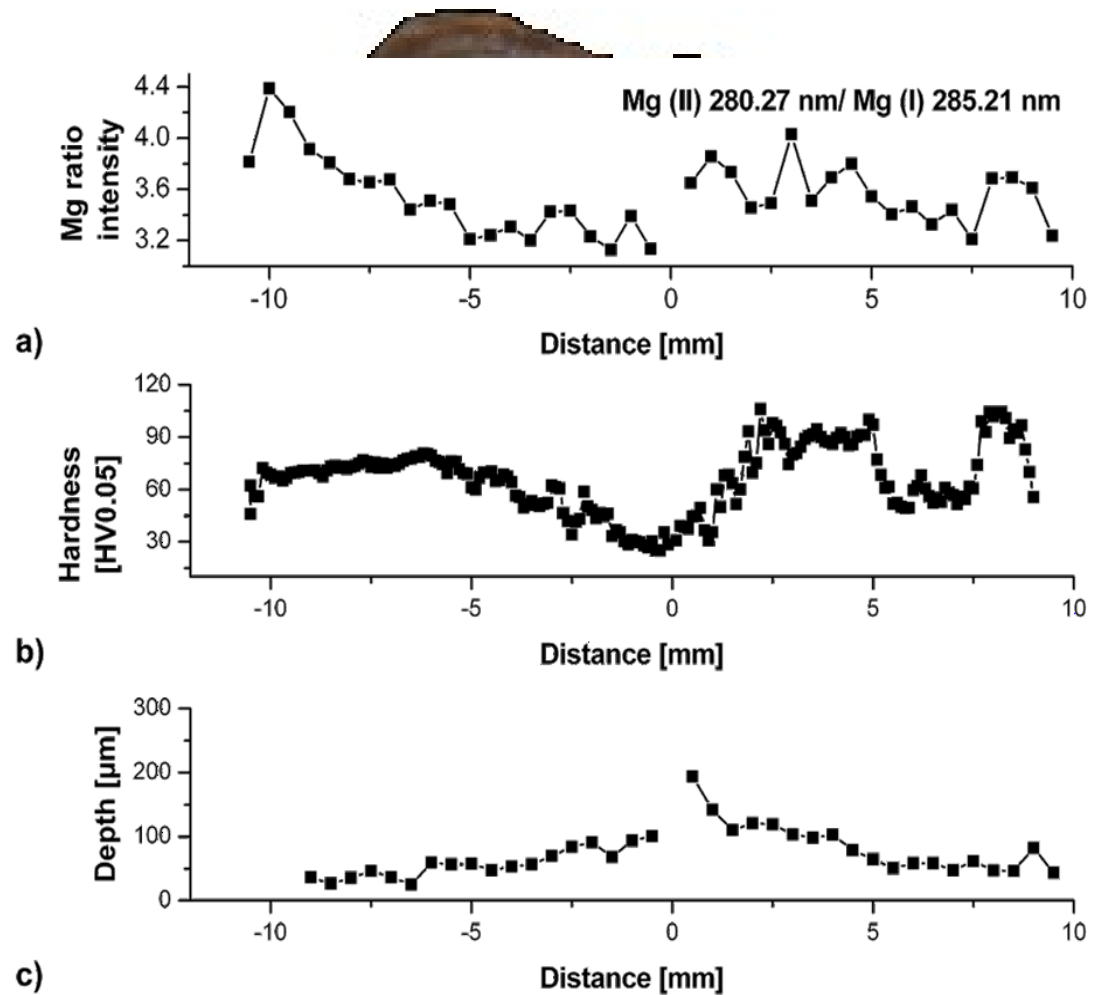 Mg (II) 280.27 nm/ Mg (I) 285.21 nm
Mg ratio
intensity
4.4
4.0
3.6
3.2
-10 -5 0 5 10
a)
Distance [mm]
Hardness
[HV0.05]
120
90
60
30
-10 -5 0 5 10
b)
Distance [mm]
Depth [µm]
300
200
100
0
-10 -5 0 5 10
c)
Distance [mm]